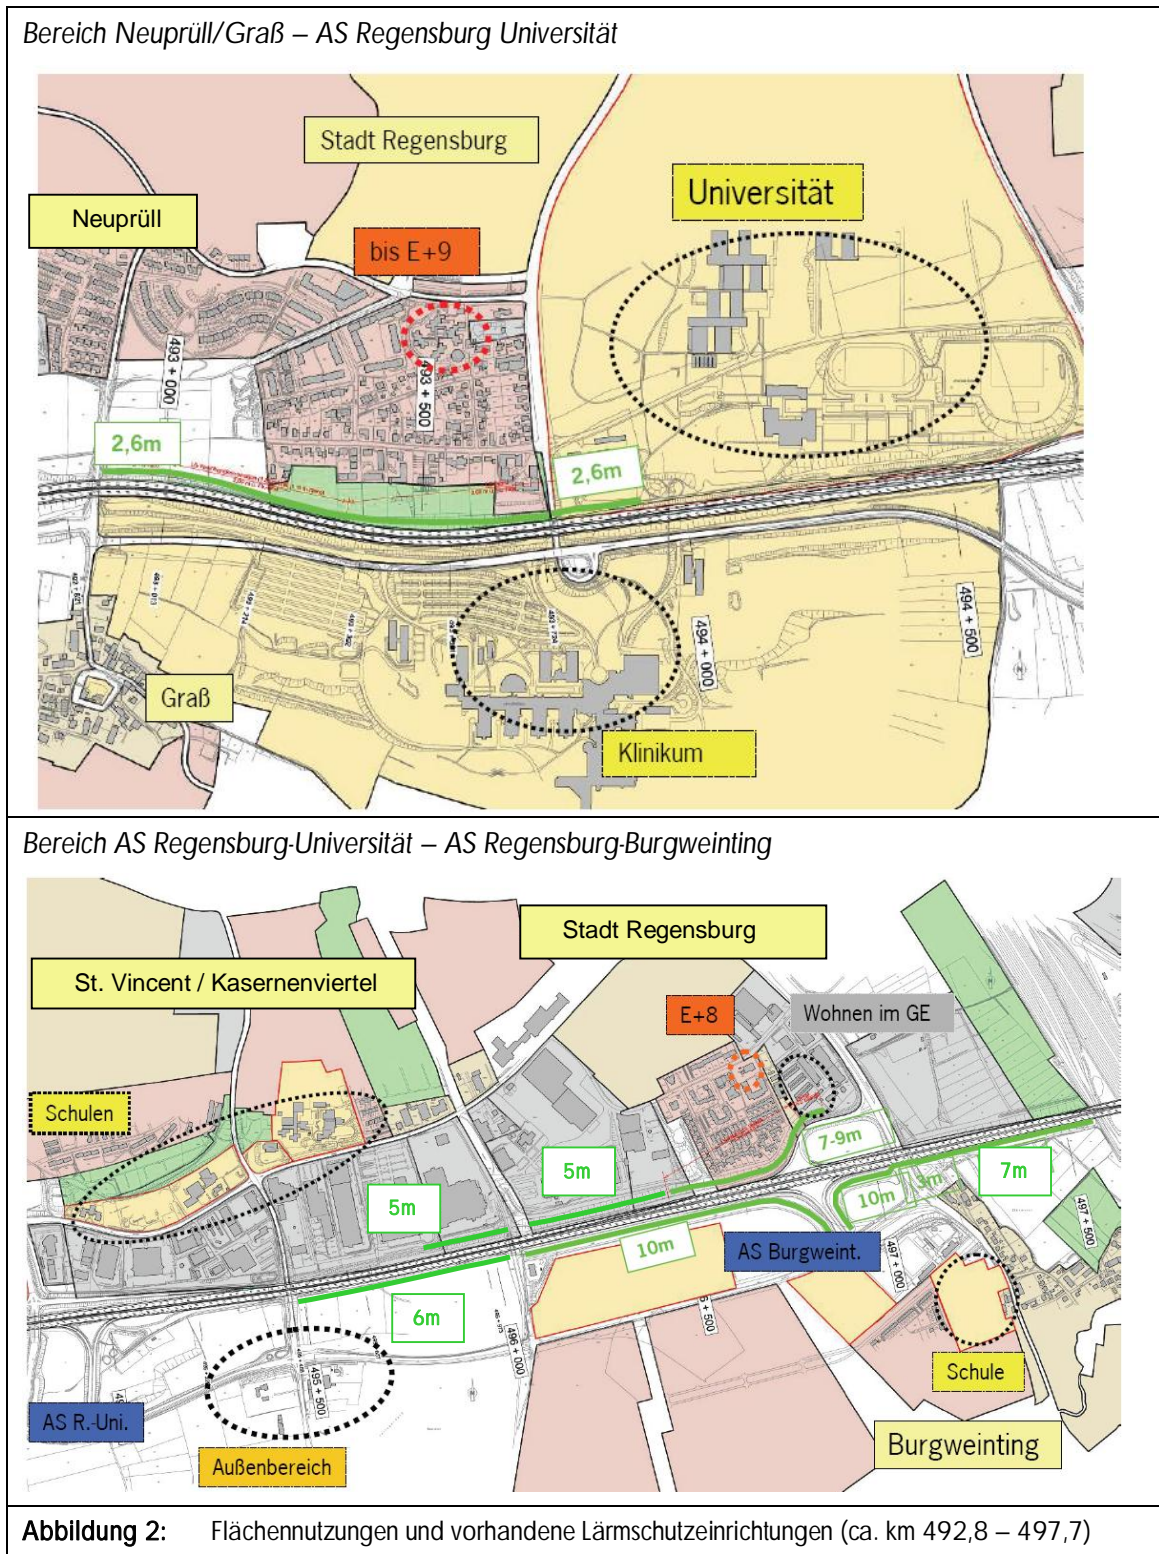 Bereich Neuprüll/Graß – AS Regensburg Universität
Stadt Regensburg
Universität
Neuprüll
bis E+9
493 + 000
493 + 500
2,6m
2,6m
494 + 000
494 + 500
Graß
Klinikum
Bereich AS Regensburg-Universität – AS Regensburg-Burgweinting
Stadt Regensburg
St. Vincent / Kasernenviertel
E+8
Wohnen im GE
Schulen
7-9m
5m
7m
3m
10m
5m
10m
AS Burgweint.
497 + 500
497 + 000
6m
496 + 000
Schule
495 + 500
AS R.-Uni.
Burgweinting
Außenbereich
Abbildung 2: Flächennutzungen und vorhandene Lärmschutzeinrichtungen (ca. km 492,8 – 497,7)